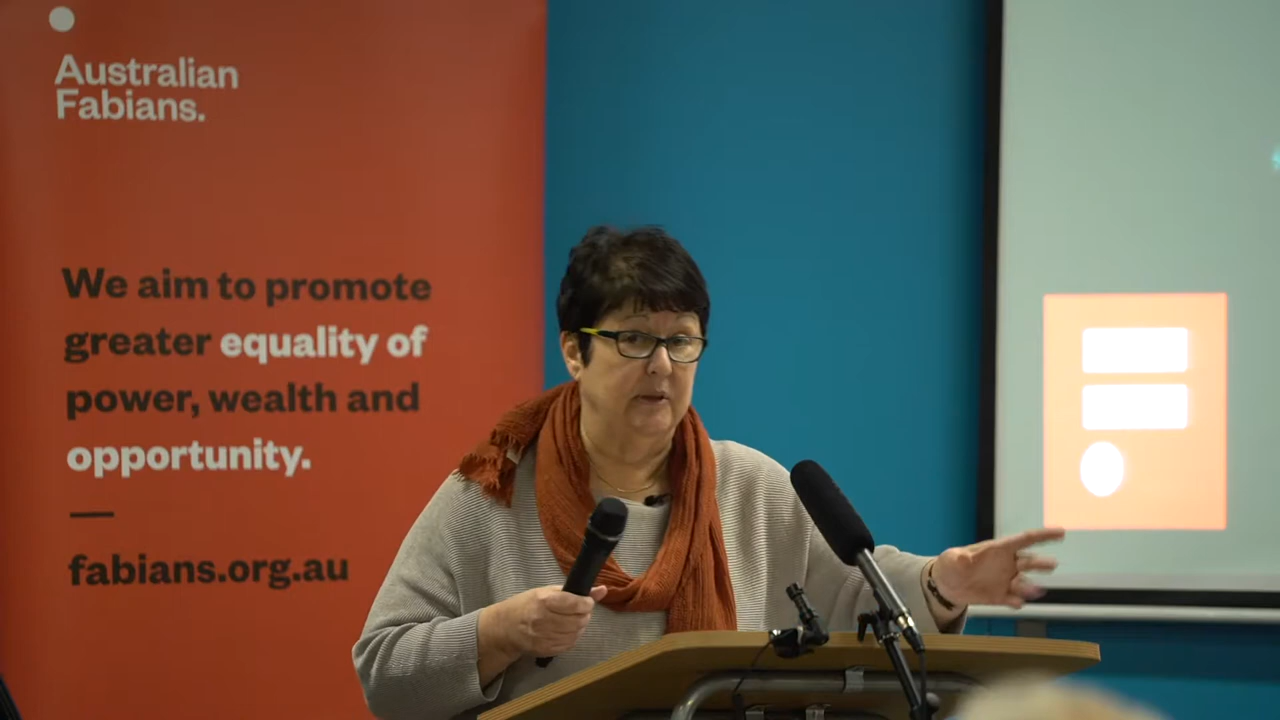 Australian
Fabians.
We aim to promote
greater equality of
power, wealth and
opportunity.
fabians.org.au